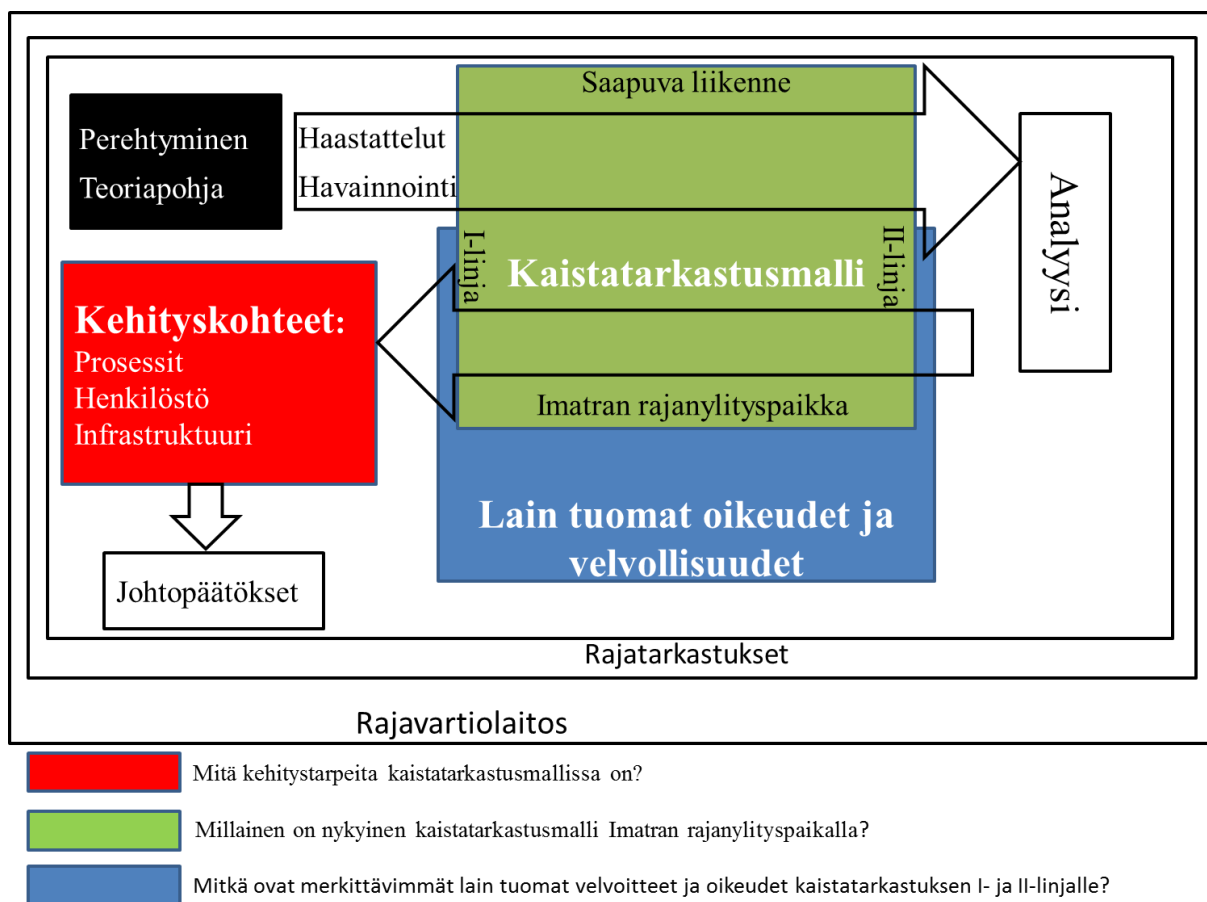 Saapuva liikenne
Perehtyminen
Teoriapohja
Haastattelut
Havainnointi
Analyysi
I-linja
Kaistatarkastusmalli
II-linja
Kehityskohteet:
Prosessit
Henkilöstö
Infrastruktuuri
Imatran rajanylityspaikka
Lain tuomat oikeudet ja
velvollisuudet
Johtopäätökset
Rajatarkastukset
Rajavartiolaitos
Mitä kehitystarpeita kaistatarkastusmallissa on?
Millainen on nykyinen kaistatarkastusmalli Imatran rajanylityspaikalla?
Mitkä ovat merkittävimmät lain tuomat velvoitteet ja oikeudet kaistatarkastuksen I- ja II-linjalle?